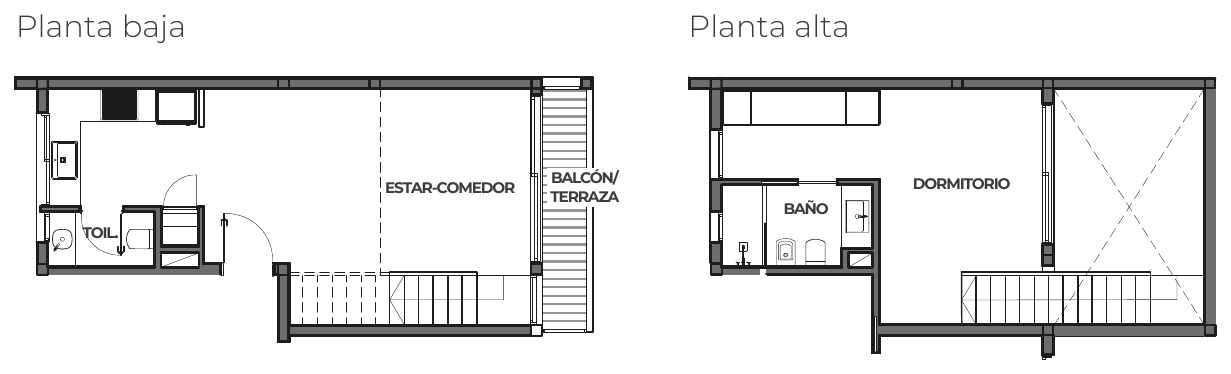 Planta baja
Planta alta
ESTAR-COMEDOR
BALCÓN/
TERRAZA
TOIL.
DORMITORIO
BAÑO